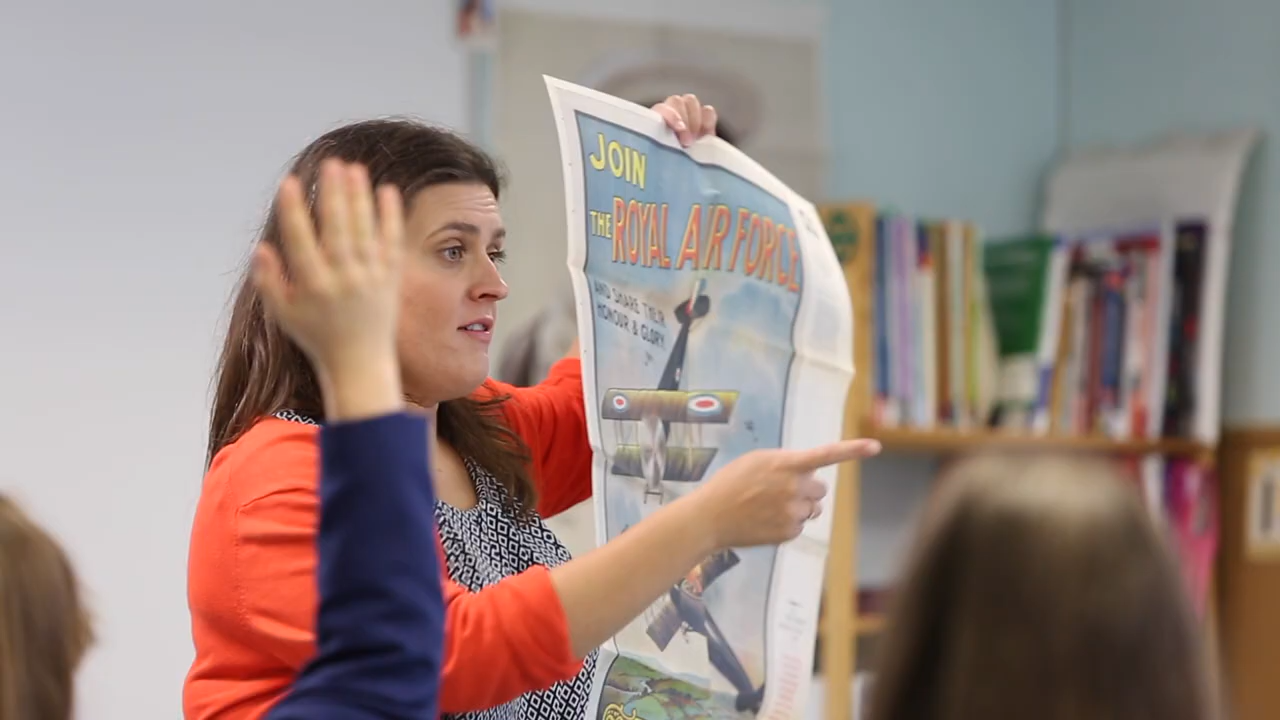 JOIN
THE ROYAL AIR FORCE
AND SHARE THEIR
HONOUR & GLORY